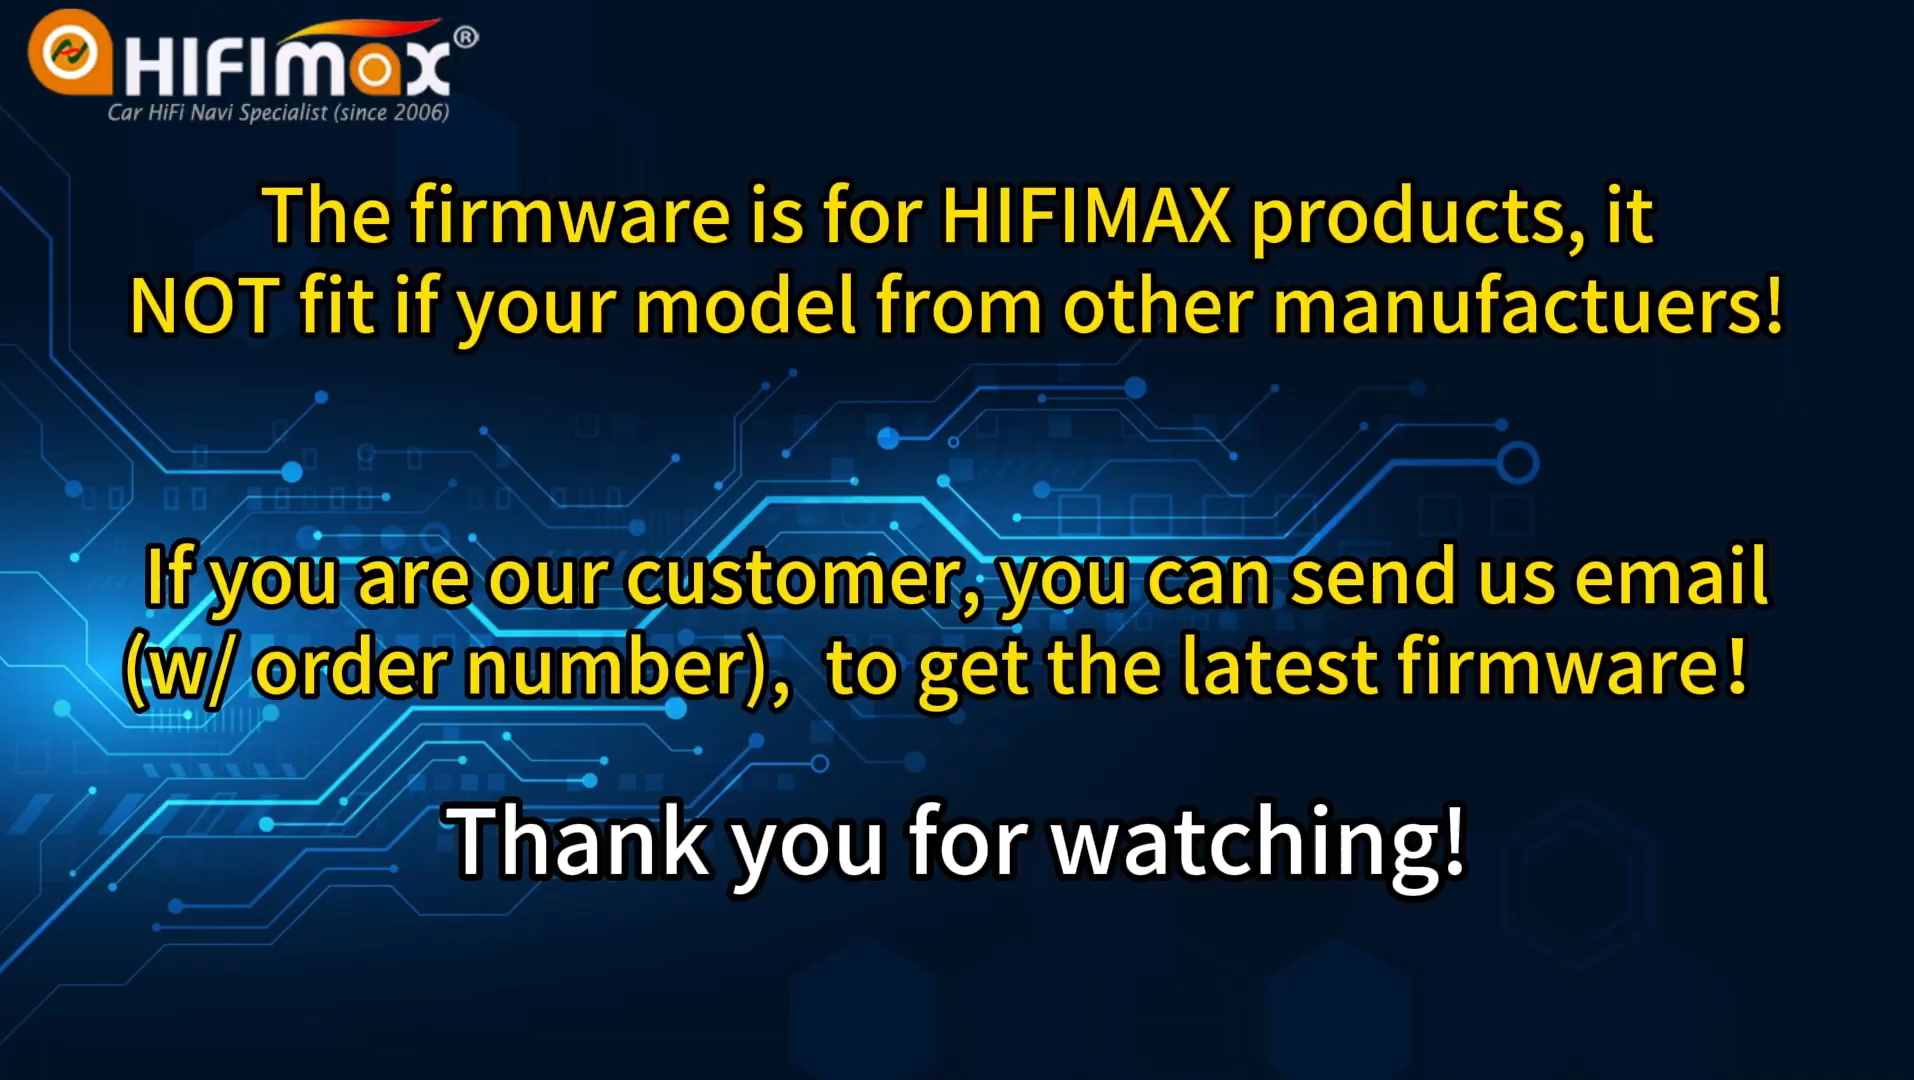 HIFIMAX®
Car HiFi Navi Specialist (since 2006)
The firmware is for HIFIMAX products, it
NOT fit if your model from other manufactuers!
If you are our customer, you can send us email
(w/ order number), to get the latest firmware!
Thank you for watching!